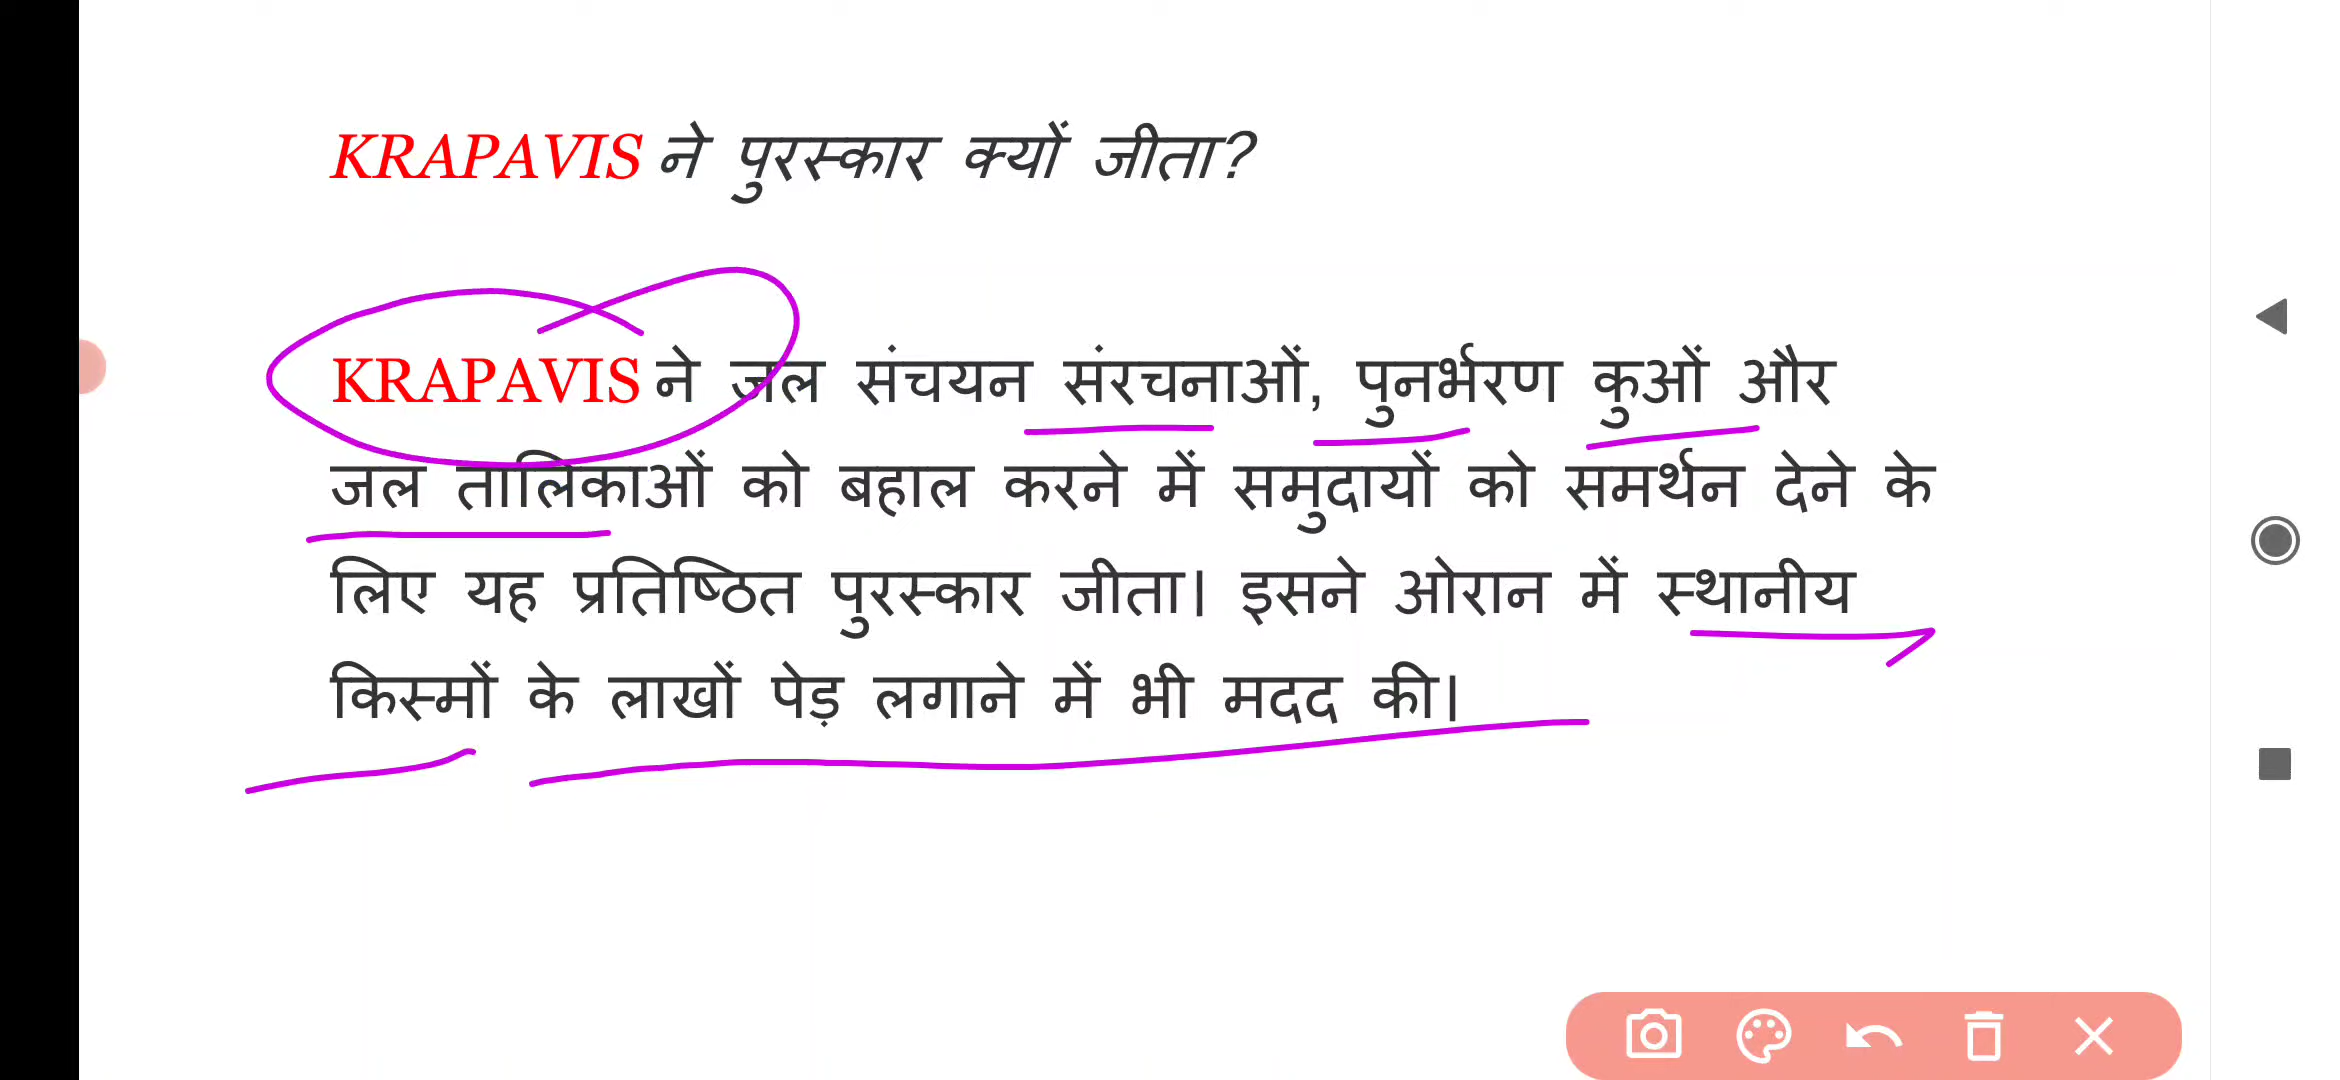 KRAPAVIS ने पुरस्कार क्यों जीता?
KRAPAVIS ने जल संचयन संरचनाओं, पुनर्भरण कुओं और
जल तालिकाओं को बहाल करने में समुदायों को समर्थन देने के
लिए यह प्रतिष्ठित पुरस्कार जीता। इसने ओरान में स्थानीय
किस्मों के लाखों पेड़ लगाने में भी मदद की।